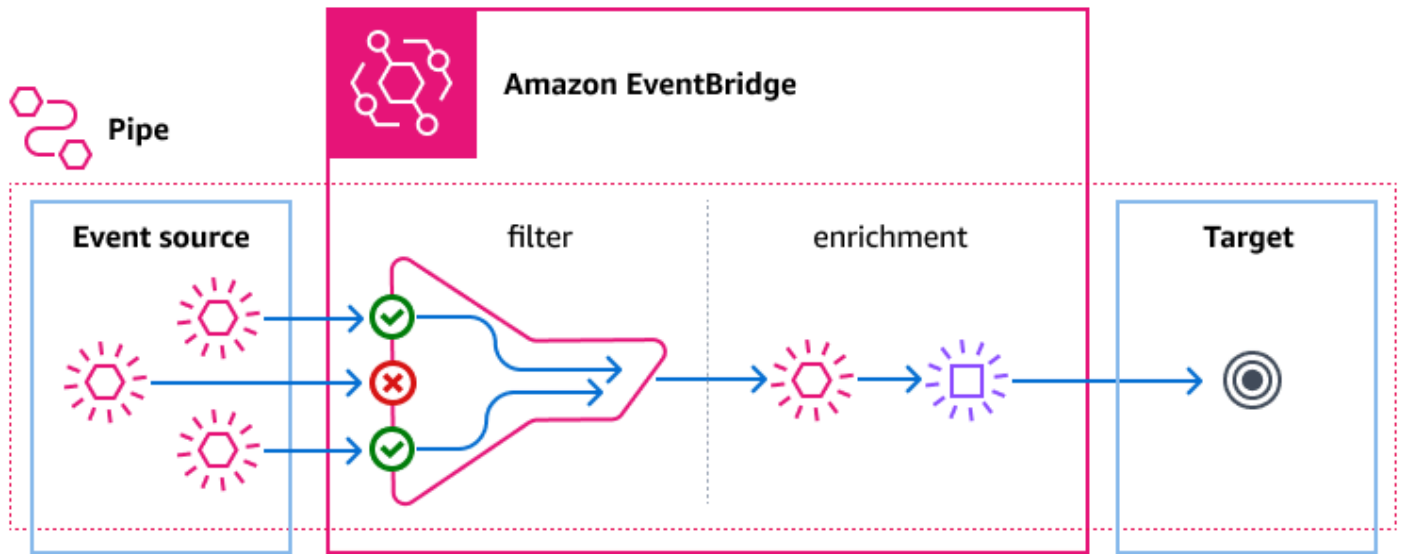 Amazon EventBridge
Pipe
Event source
filter
enrichment
Target